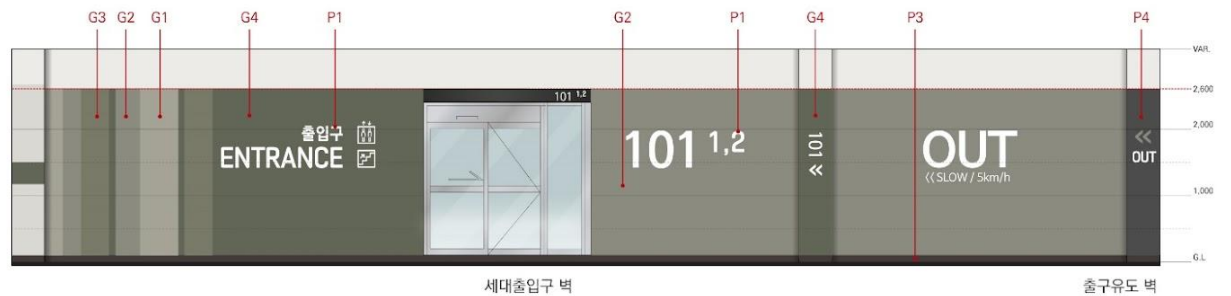 G3 G2 G1 G4 P1 G2 P1 G4 P3 P4
VAR.
2,600
2,000
1,000
G.L
101 1,2
출입구
ENTRANCE
101 1,2
101 «
OUT
《 SLOW / 5km/h
«
OUT
세대출입구 벽
출구유도 벽